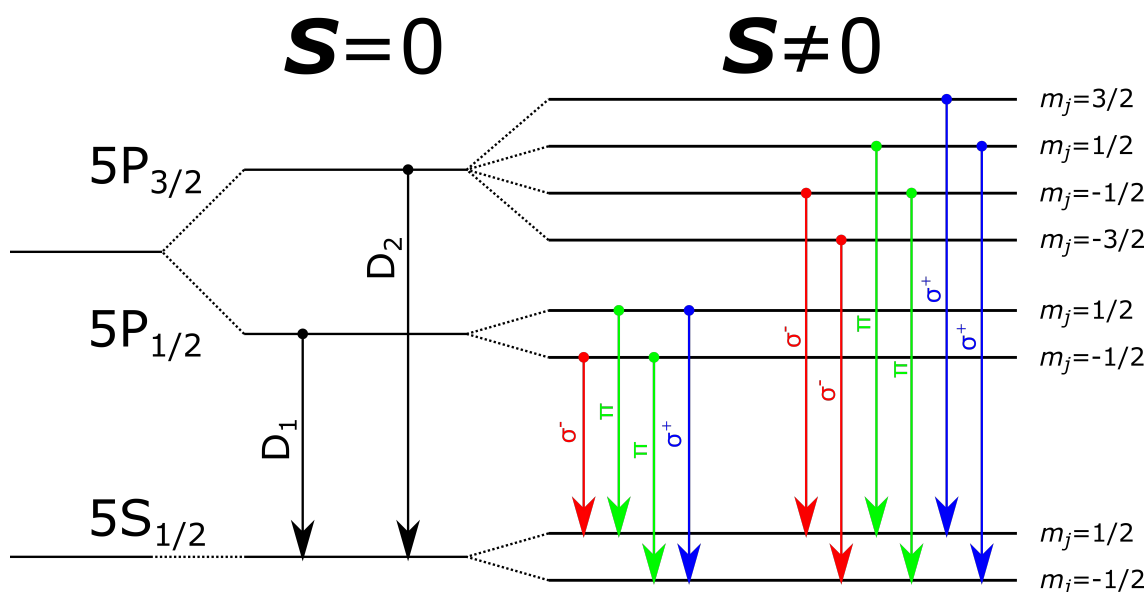 S=0
S≠0
5P3/2
5P1/2
5S1/2
D1
D2
mj=3/2
mj=1/2
mj=-1/2
mj=-3/2
mj=1/2
mj=-1/2
mj=1/2
mj=-1/2
σ-
π
π
σ+
σ-
σ-
π
π
σ+
σ+